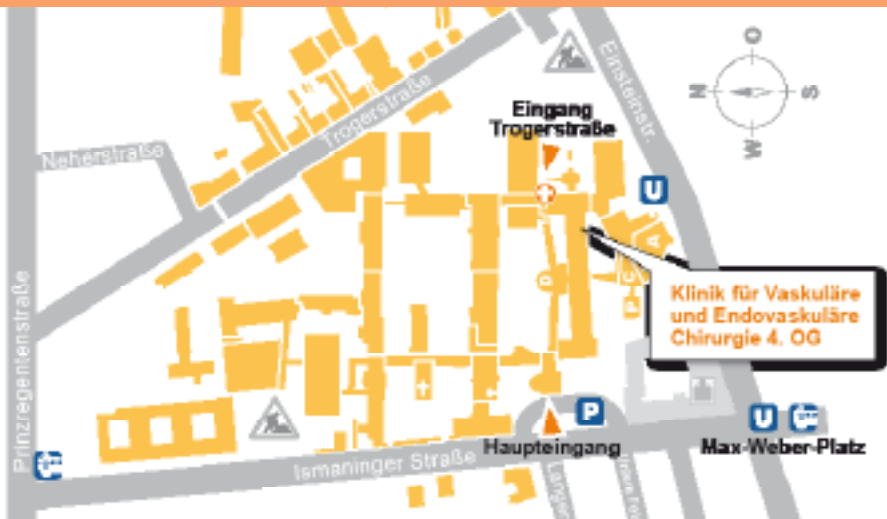 Einsteinstr.
O
N
S
W
Eingang
Trogerstraße
Trogerstraße
Neherstraße
U
A
D
C
P
Klinik für Vaskuläre
und Endovaskuläre
Chirurgie 4. OG
Prinzregentenstraße
P
U
Haupteingang
Max-Weber-Platz
Ismaninger Straße
Langer